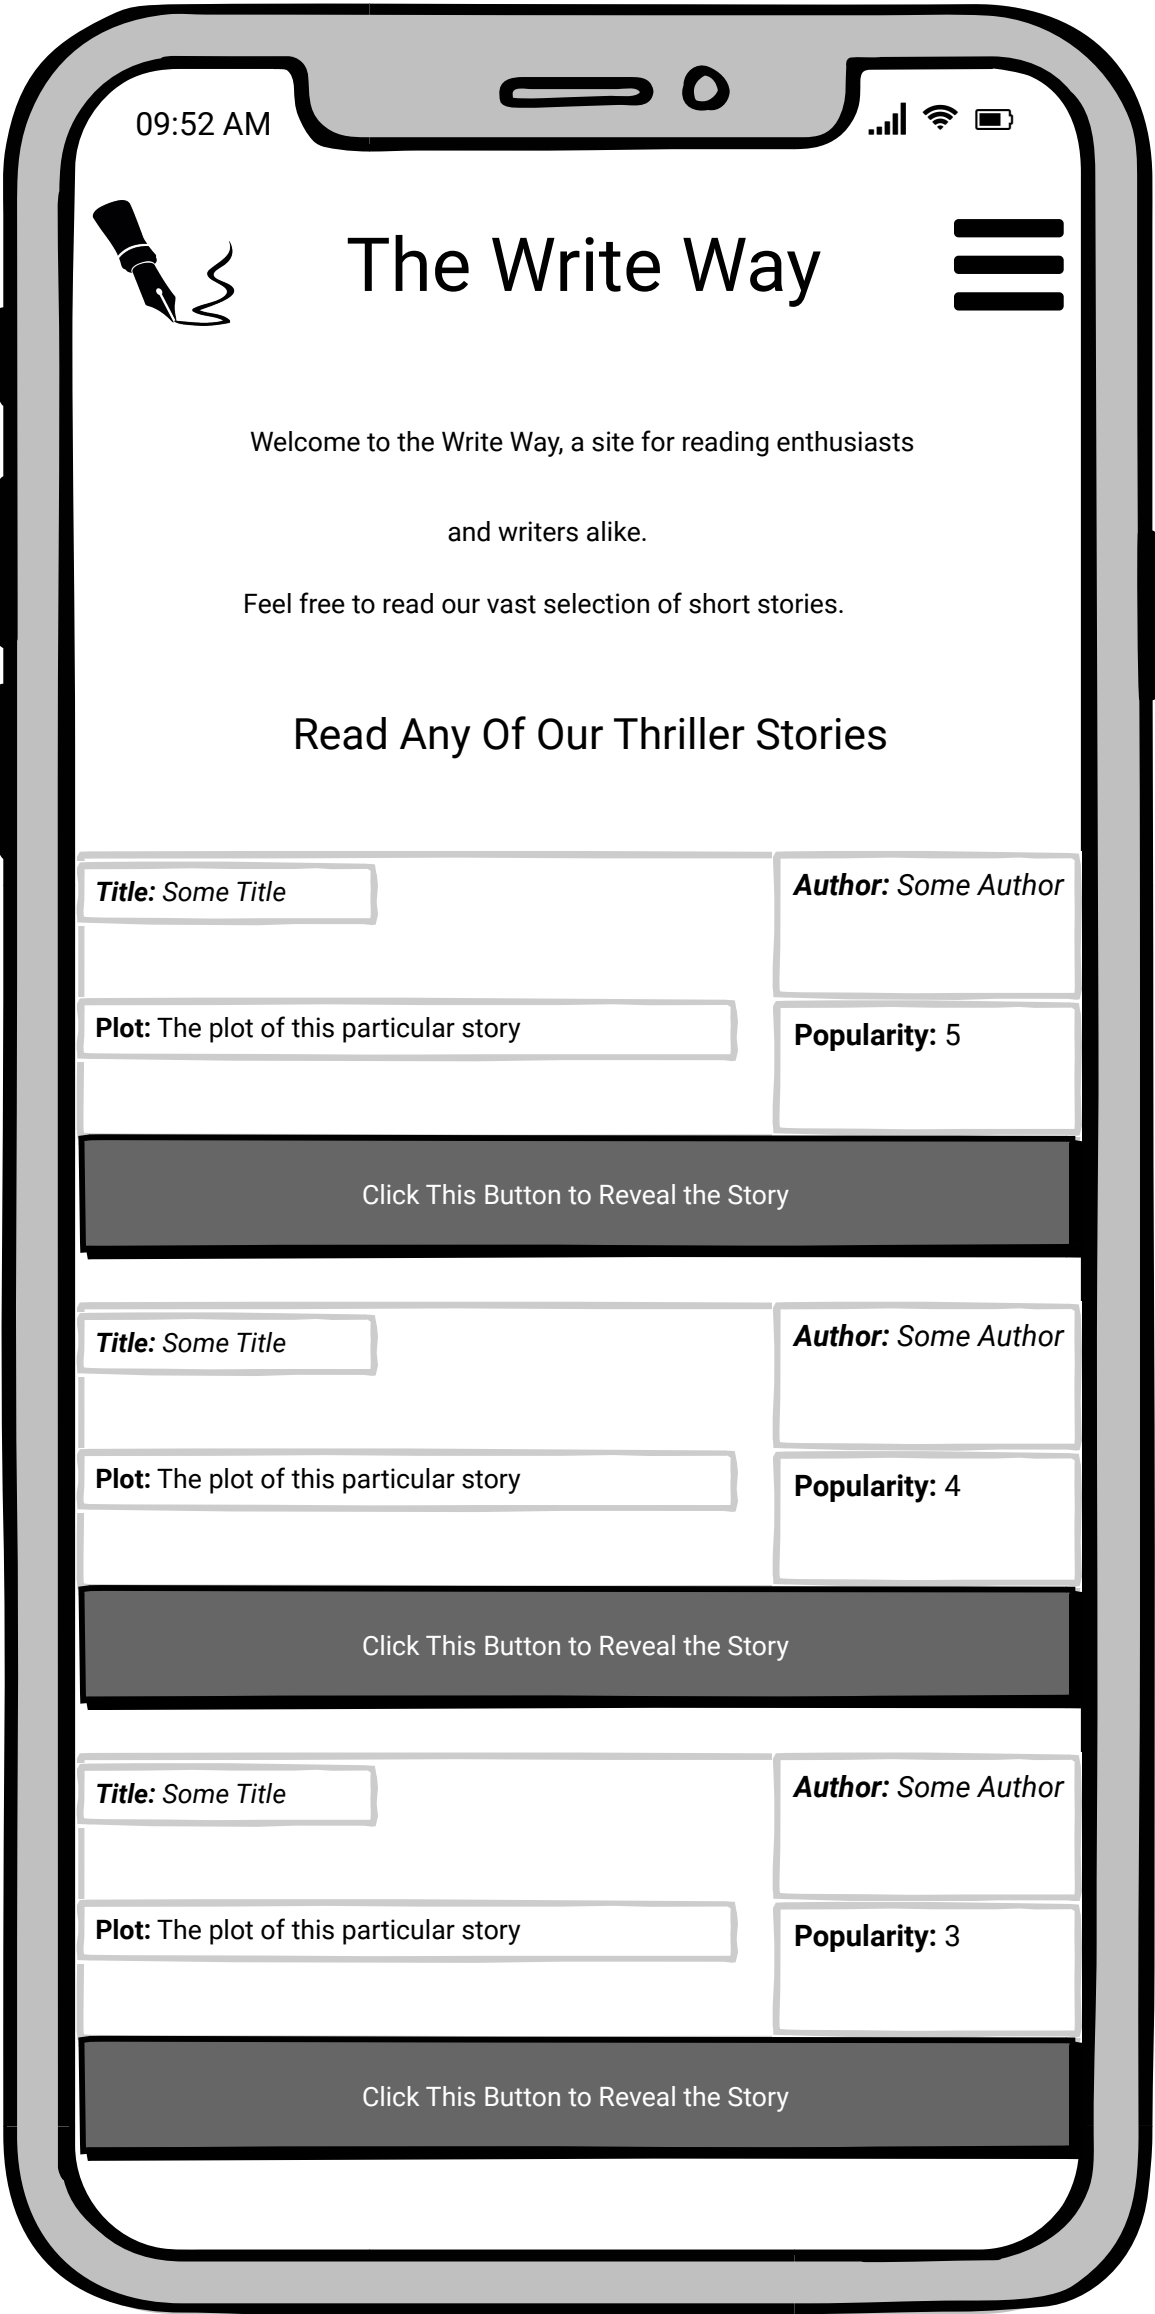 09:52 AM
The Write Way
Welcome to the Write Way, a site for reading enthusiasts
and writers alike.
Feel free to read our vast selection of short stories.
Read Any Of Our Thriller Stories
Title: Some Title
Author: Some Author
Plot: The plot of this particular story
Popularity: 5
Click This Button to Reveal the Story
Title: Some Title
Author: Some Author
Plot: The plot of this particular story
Popularity: 4
Click This Button to Reveal the Story
Title: Some Title
Author: Some Author
Plot: The plot of this particular story
Popularity: 3
Click This Button to Reveal the Story